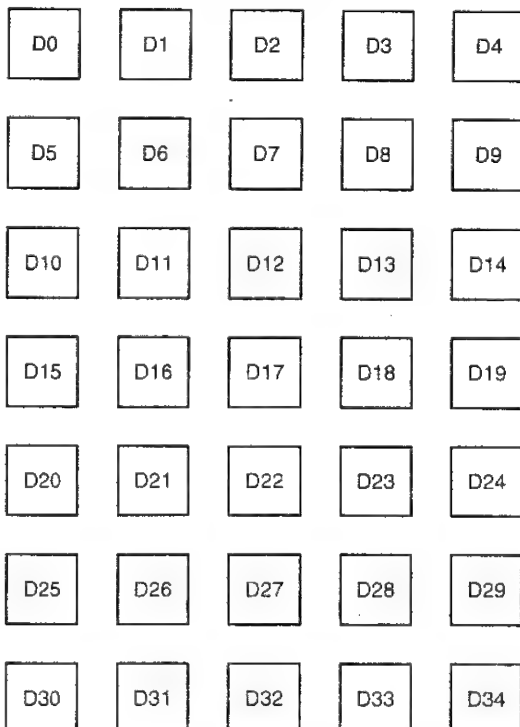 D0 D1 D2 D3 D4
D5 D6 D7 D8 D9
D10 D11 D12 D13 D14
D15 D16 D17 D18 D19
D20 D21 D22 D23 D24
D25 D26 D27 D28 D29
D30 D31 D32 D33 D34